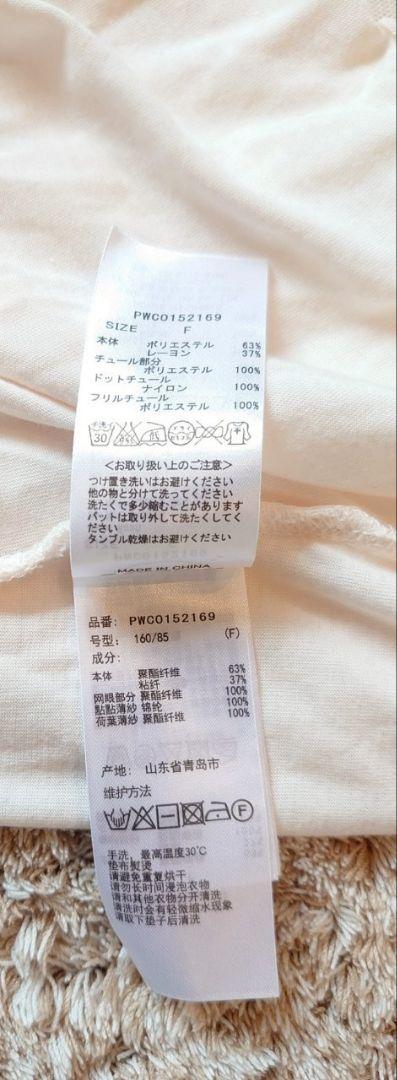 PWC0152169
SIZE F
本体 ポリエステル 63%
レーヨン 37%
チュール部分
ポリエステル 100%
ドットチュール
ナイロン 100%
フリルチュール
ポリエステル 100%
30
<お取り扱い上のご注意>
つけ置き洗いはお避けください
他の物と分けて洗ってください
洗たくで多少縮むことがあります
パットは取り外して洗たくしてく
ださい
タンブル乾燥はお避けください
MADE IN CHINA
品番: PWC0152169
号型: 160/85 (F)
成分:
本体 聚酯纤维 63%
粘纤 37%
网眼部分 聚酯纤维 100%
點點薄紗 锦纶 100%
荷葉薄紗 聚酯纤维 100%
产地: 山东省青岛市
维护方法
F
手洗，最高温度30℃
垫布熨烫
请避免重复烘干
请勿长时间浸泡衣物
请和其他衣物分开清洗
清洗时会有轻微缩水现象
请取下垫子后清洗